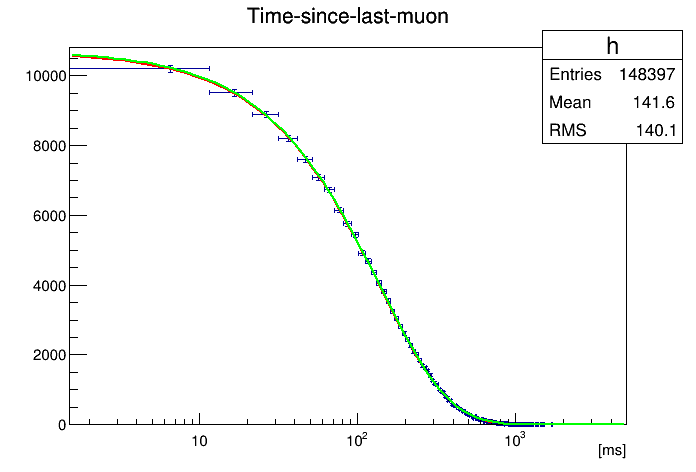 Time-since-last-muon
h
Entries 148397
Mean 141.6
RMS 140.1
10000
8000
6000
4000
2000
0
10 10² 10³
[ms]